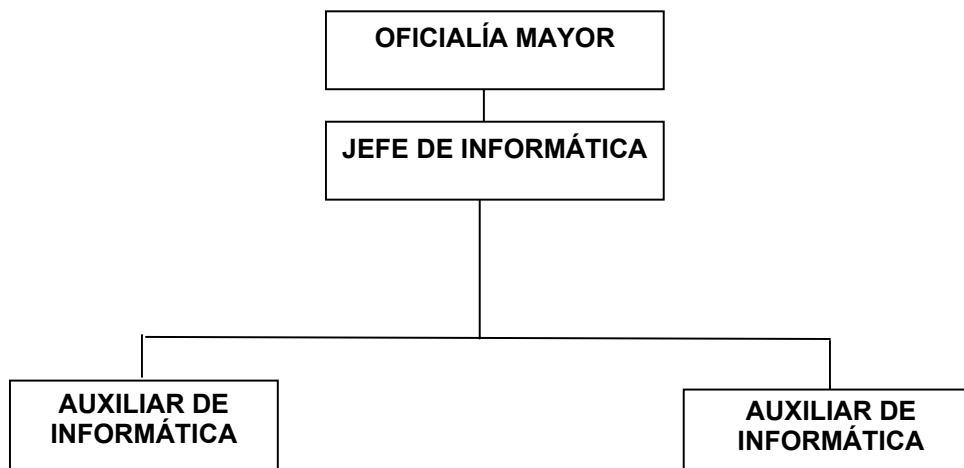 OFICIALÍA MAYOR
JEFE DE INFORMÁTICA
AUXILIAR DE
INFORMÁTICA
AUXILIAR DE
INFORMÁTICA